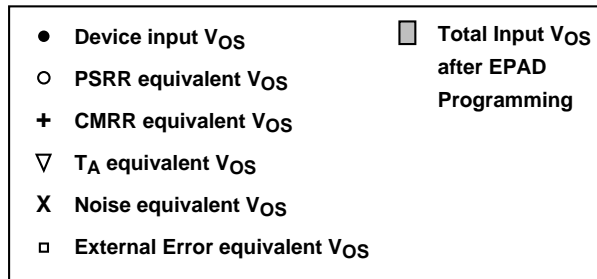 ● Device input VOS
○ PSRR equivalent VOS
+ CMRR equivalent VOS
▽ TA equivalent VOS
X Noise equivalent VOS
□ External Error equivalent VOS
Total Input VOS
after EPAD
Programming